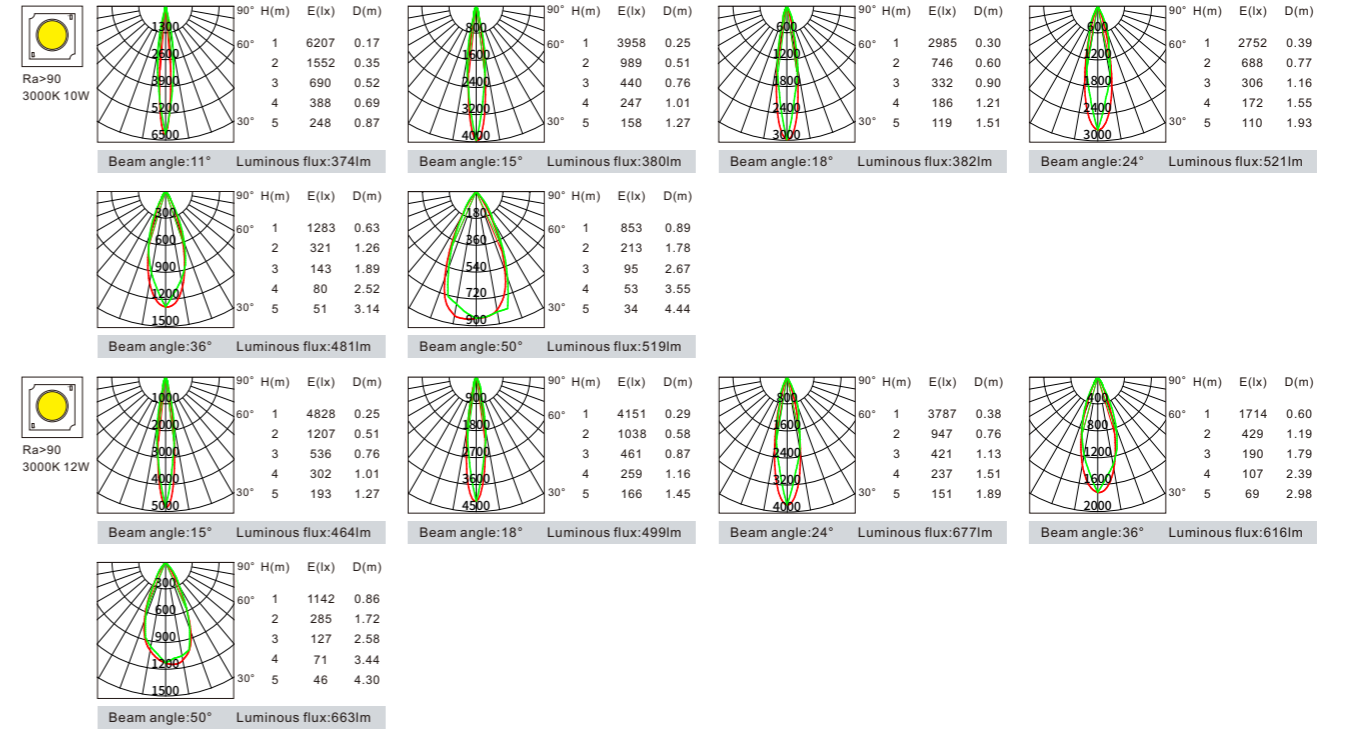 90° H(m) E(lx) D(m)
1300
2600
3900
5200
6500
60° 1 6207 0.17
2 1552 0.35
3 690 0.52
4 388 0.69
30° 5 248 0.87
Beam angle:11° Luminous flux:374lm
90° H(m) E(lx) D(m)
800
1600
2400
3200
4000
60° 1 3958 0.25
2 989 0.51
3 440 0.76
4 247 1.01
30° 5 158 1.27
Beam angle:15° Luminous flux:380lm
90° H(m) E(lx) D(m)
600
1200
1800
2400
3000
60° 1 2985 0.30
2 746 0.60
3 332 0.90
4 186 1.21
30° 5 119 1.51
Beam angle:18° Luminous flux:382lm
90° H(m) E(lx) D(m)
600
1200
1800
2400
3000
60° 1 2752 0.39
2 688 0.77
3 306 1.16
4 172 1.55
30° 5 110 1.93
Beam angle:24° Luminous flux:521lm
Ra>90
3000K 10W
90° H(m) E(lx) D(m)
300
600
900
1200
1500
60° 1 1283 0.63
2 321 1.26
3 143 1.89
4 80 2.52
30° 5 51 3.14
Beam angle:36° Luminous flux:481lm
90° H(m) E(lx) D(m)
180
360
540
720
900
60° 1 853 0.89
2 213 1.78
3 95 2.67
4 53 3.55
30° 5 34 4.44
Beam angle:50° Luminous flux:519lm
Ra>90
3000K 12W
90° H(m) E(lx) D(m)
1000
2000
3000
4000
5000
60° 1 4828 0.25
2 1207 0.51
3 536 0.76
4 302 1.01
30° 5 193 1.27
Beam angle:15° Luminous flux:464lm
90° H(m) E(lx) D(m)
900
1800
2700
3600
4500
60° 1 4151 0.29
2 1038 0.58
3 461 0.87
4 259 1.16
30° 5 166 1.45
Beam angle:18° Luminous flux:499lm
90° H(m) E(lx) D(m)
800
1600
2400
3200
4000
60° 1 3787 0.38
2 947 0.76
3 421 1.13
4 237 1.51
30° 5 151 1.89
Beam angle:24° Luminous flux:677lm
90° H(m) E(lx) D(m)
400
800
1200
1600
2000
60° 1 1714 0.60
2 429 1.19
3 190 1.79
4 107 2.39
30° 5 69 2.98
Beam angle:36° Luminous flux:616lm
90° H(m) E(lx) D(m)
300
600
900
1200
1500
60° 1 1142 0.86
2 285 1.72
3 127 2.58
4 71 3.44
30° 5 46 4.30
Beam angle:50° Luminous flux:663lm